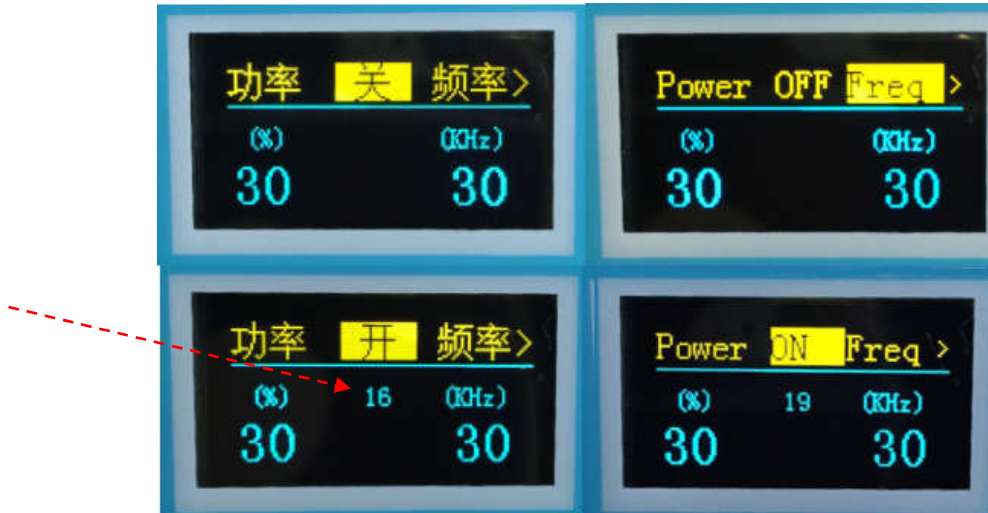 功率 关 频率>
(%) (KHz)
30 30
Power OFF Freq >
(%) (KHz)
30 30
功率 开 频率>
(%) 16 (KHz)
30 30
Power ON Freq >
(%) 19 (KHz)
30 30